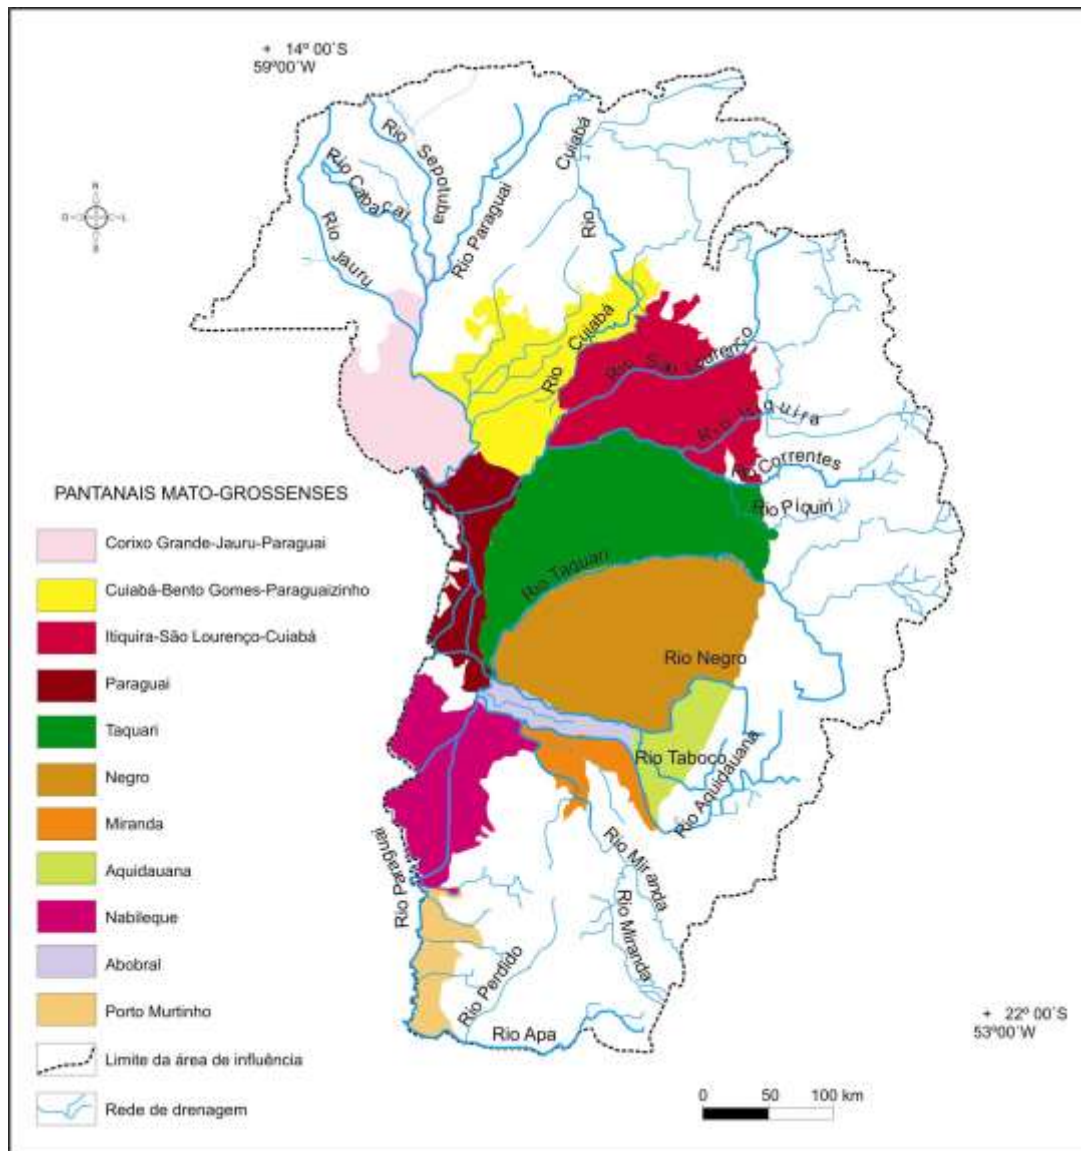 + 14º 00´S
59º00´W
N
O
L
S
Rio Sepotuba
Rio Cabaçal
Rio Jauru
Rio Paraguai
Rio Cuiabá
Rio Cuiabá
Rio São Lourenço
Rio Itiquira
Rio Correntes
Rio Piquiri
Rio Taquari
Rio Negro
Rio Taboco
Rio Aquidauana
Rio Miranda
Rio Miranda
Rio Paraguai
Rio Perdido
Rio Apa
PANTANAIS MATO-GROSSENSES
Corixo Grande-Jauru-Paraguai
Cuiabá-Bento Gomes-Paraguaizinho
Itiquira-São Lourenço-Cuiabá
Paraguai
Taquari
Negro
Miranda
Aquidauana
Nabileque
Abobral
Porto Murtinho
Limite da área de influência
Rede de drenagem
+ 22º 00´S
53º00´W
0 50 100 km